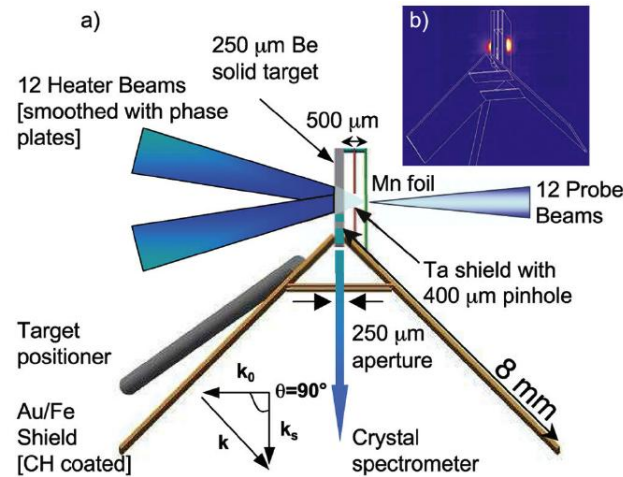 a)
250 μm Be
solid target
b)
12 Heater Beams
[smoothed with phase
plates]
500 μm
Mn foil
12 Probe
Beams
Ta shield with
400 μm pinhole
Target
positioner
250 μm
aperture
8 mm
k₀
θ=90°
kₛ
k
Au/Fe
Shield
[CH coated]
Crystal
spectrometer